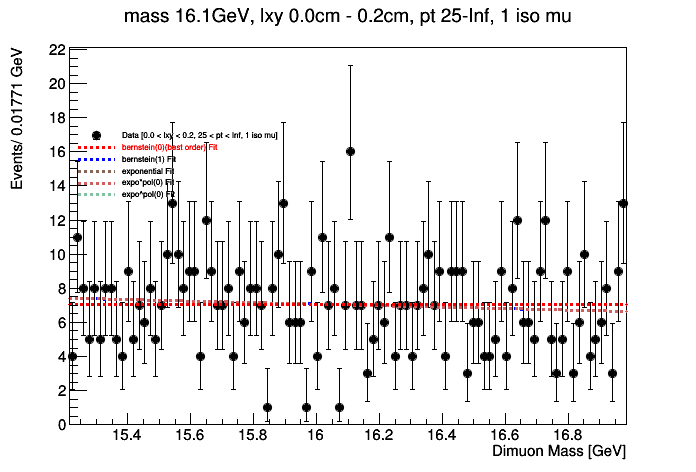 mass 16.1GeV, lxy 0.0cm - 0.2cm, pt 25-Inf, 1 iso mu
Events/ 0.01771 GeV
22
20
18
16
14
12
10
8
6
4
2
0
Data [0.0 < lxy < 0.2, 25 < pt < Inf, 1 iso mu]
bernstein(0)(best order) Fit
bernstein(1) Fit
exponential Fit
expo*pol(0) Fit
expo^pol(0) Fit
15.4 15.6 15.8 16 16.2 16.4 16.6 16.8
Dimuon Mass [GeV]